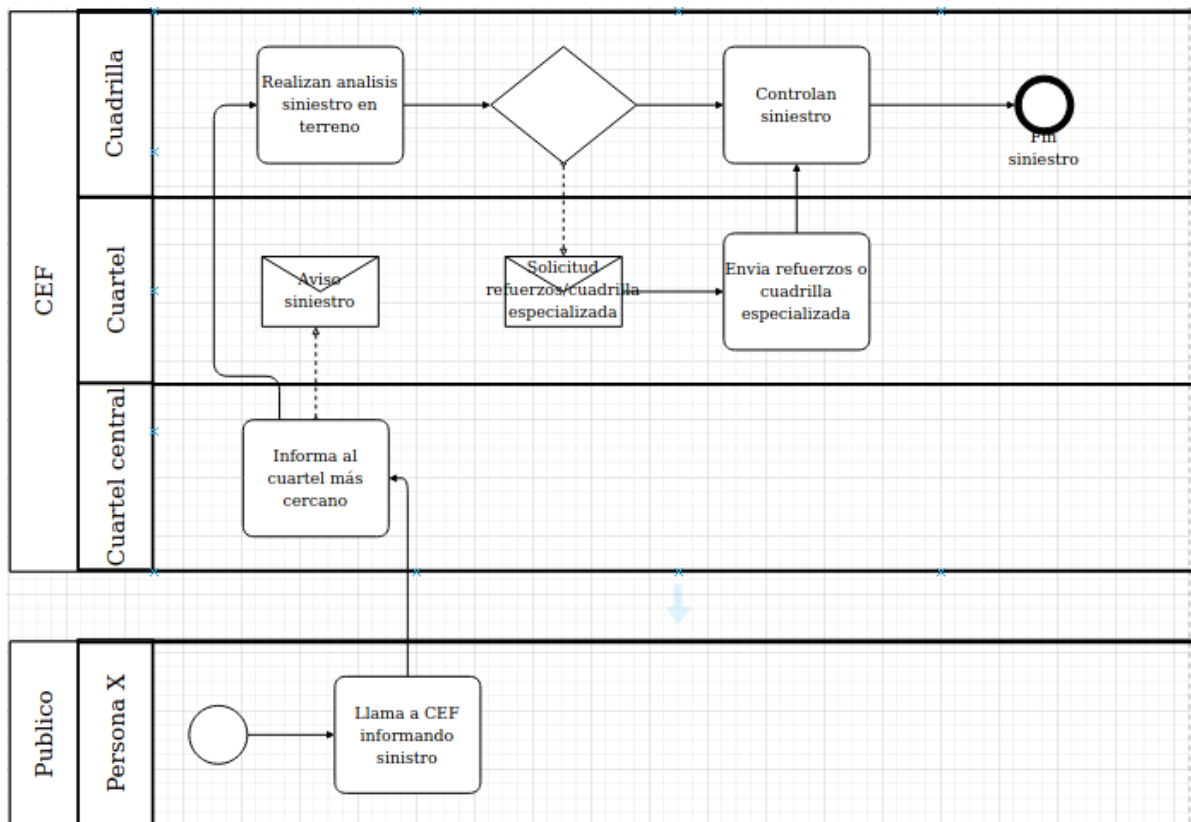 CEF
Cuadrilla
Realizan analisis
siniestro en
terreno
Controlan
siniestro
Fin
siniestro
Cuartel
Aviso
siniestro
Solicitud
refuerzos/cuadrilla
especializada
Envia refuerzos o
cuadrilla
especializada
Cuartel central
Informa al
cuartel más
cercano
Publico
Persona X
Llama a CEF
informando
sinistro